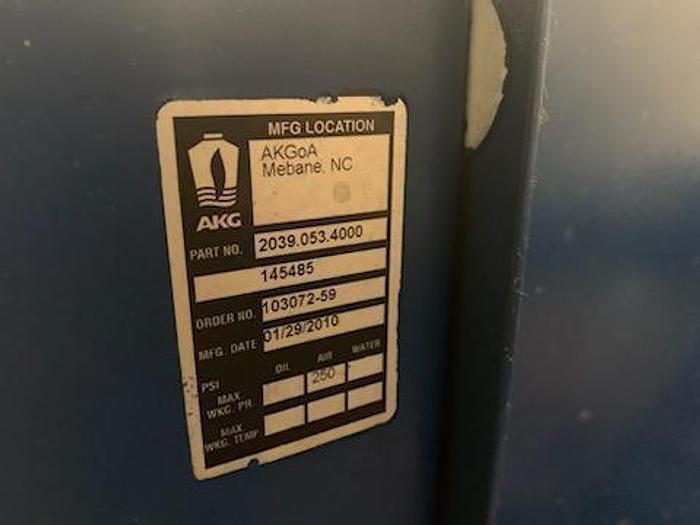 MFG LOCATION
AKGoA
Mebane, NC
AKG
PART NO. 2039.053.4000
145485
ORDER NO. 103072-59
MFG. DATE 01/29/2010
OIL AIR WATER
PSI
MAX WKG. PR. 250
MAX WKG. TEMP